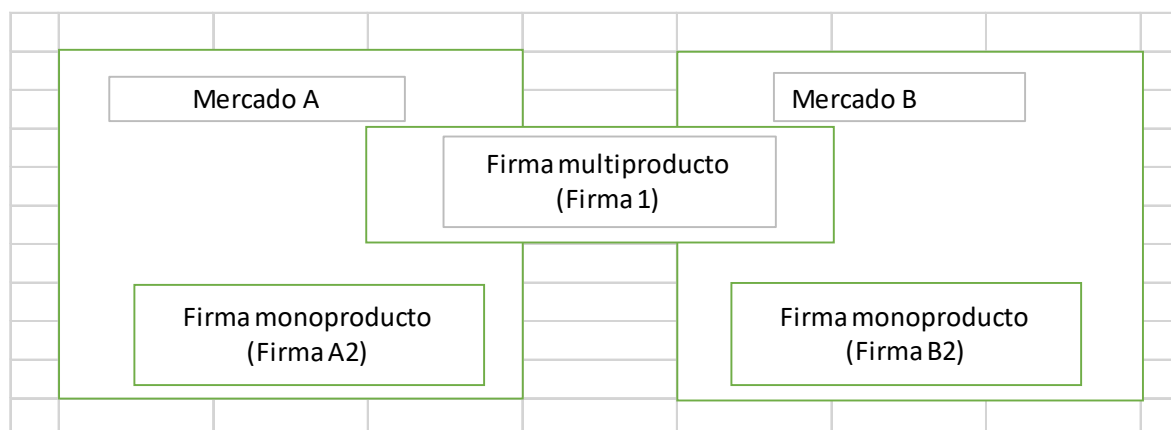 Mercado A
Mercado B
Firma multiproducto
(Firma 1)
Firma monoproducto
(Firma A2)
Firma monoproducto
(Firma B2)